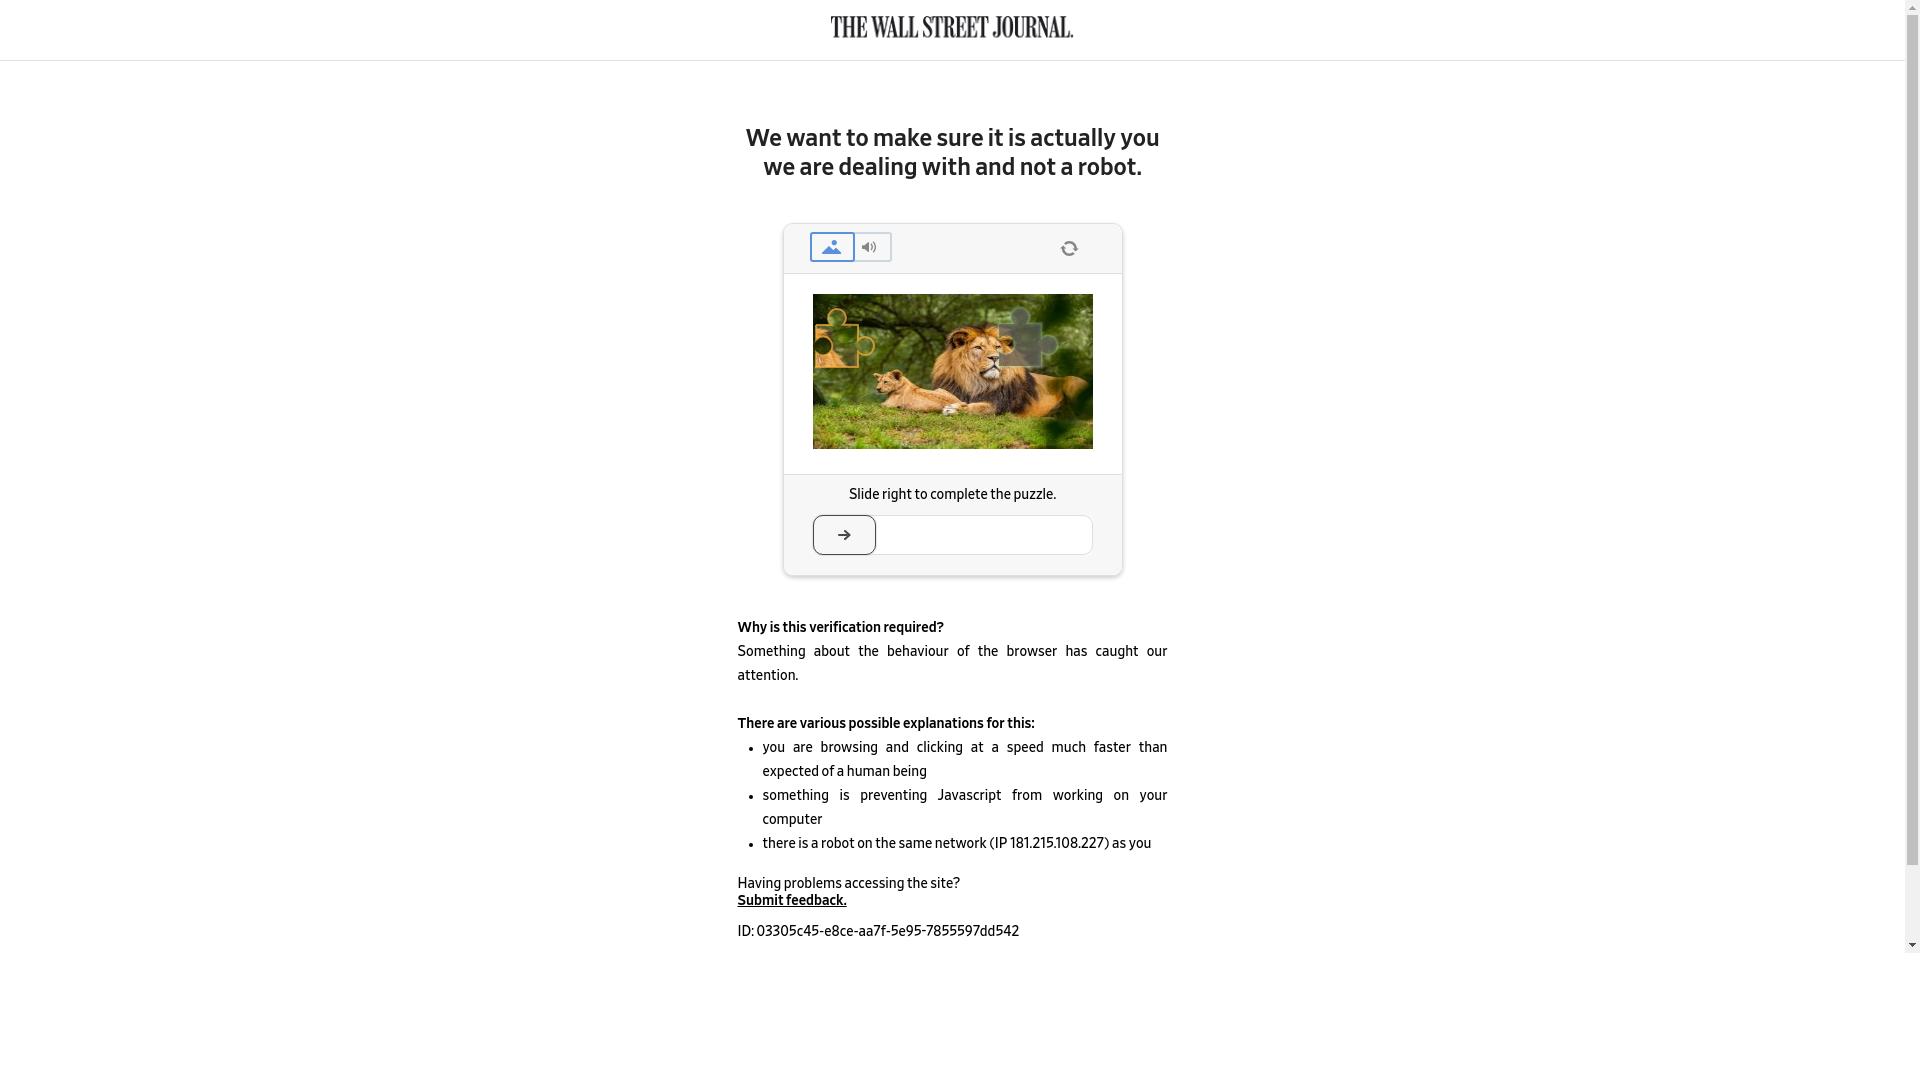 THE WALL STREET JOURNAL.
We want to make sure it is actually you
we are dealing with and not a robot.
Slide right to complete the puzzle.
Why is this verification required?
Something about the behaviour of the browser has caught our
attention.
There are various possible explanations for this:
• you are browsing and clicking at a speed much faster than
expected of a human being
• something is preventing Javascript from working on your
computer
• there is a robot on the same network (IP 181.215.108.227) as you
Having problems accessing the site?
Submit feedback.
ID: 03305c45-e8ce-aa7f-5e95-7855597dd542